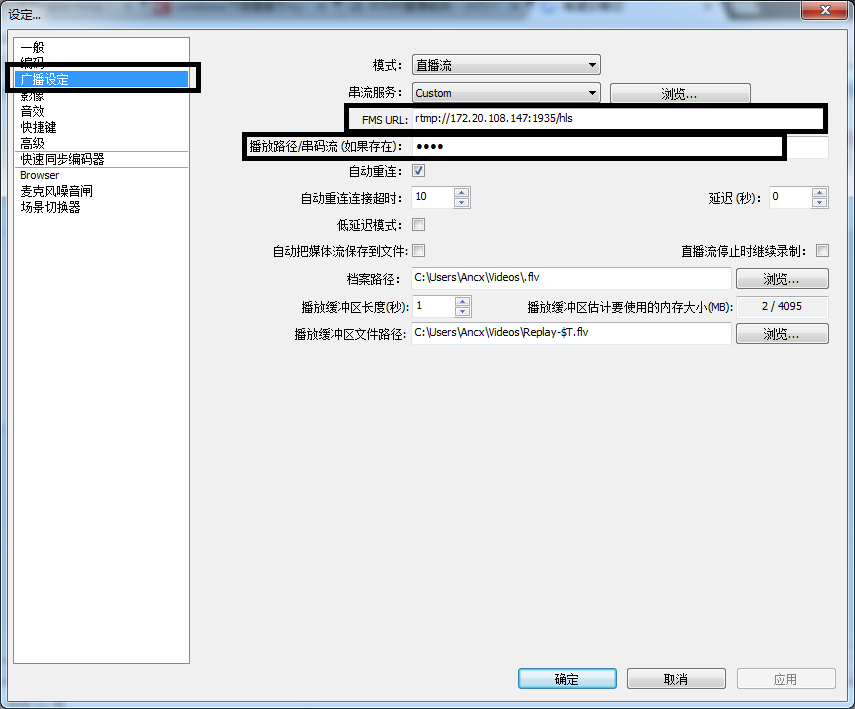 设定...
一般
编码
广播设定
影像
音效
快捷键
高级
快速同步编码器
Browser
麦克风噪音闸
场景切换器
模式： 直播流
串流服务： Custom 浏览...
FMS URL: rtmp://172.20.108.147:1935/hls
播放路径/串码流 (如果存在)： ●●●●
自动重连：
自动重连连接超时： 10 延迟 (秒)： 0
低延迟模式：
自动把媒体流保存到文件: 直播流停止时继续录制：
档案路径： C:\Users\Ancx\Videos\.flv 浏览...
播放缓冲区长度(秒)： 1 播放缓冲区估计要使用的内存大小(MB): 2 / 4095
播放缓冲区文件路径: C:\Users\Ancx\Videos\Replay-$T.flv 浏览...
确定 取消 应用